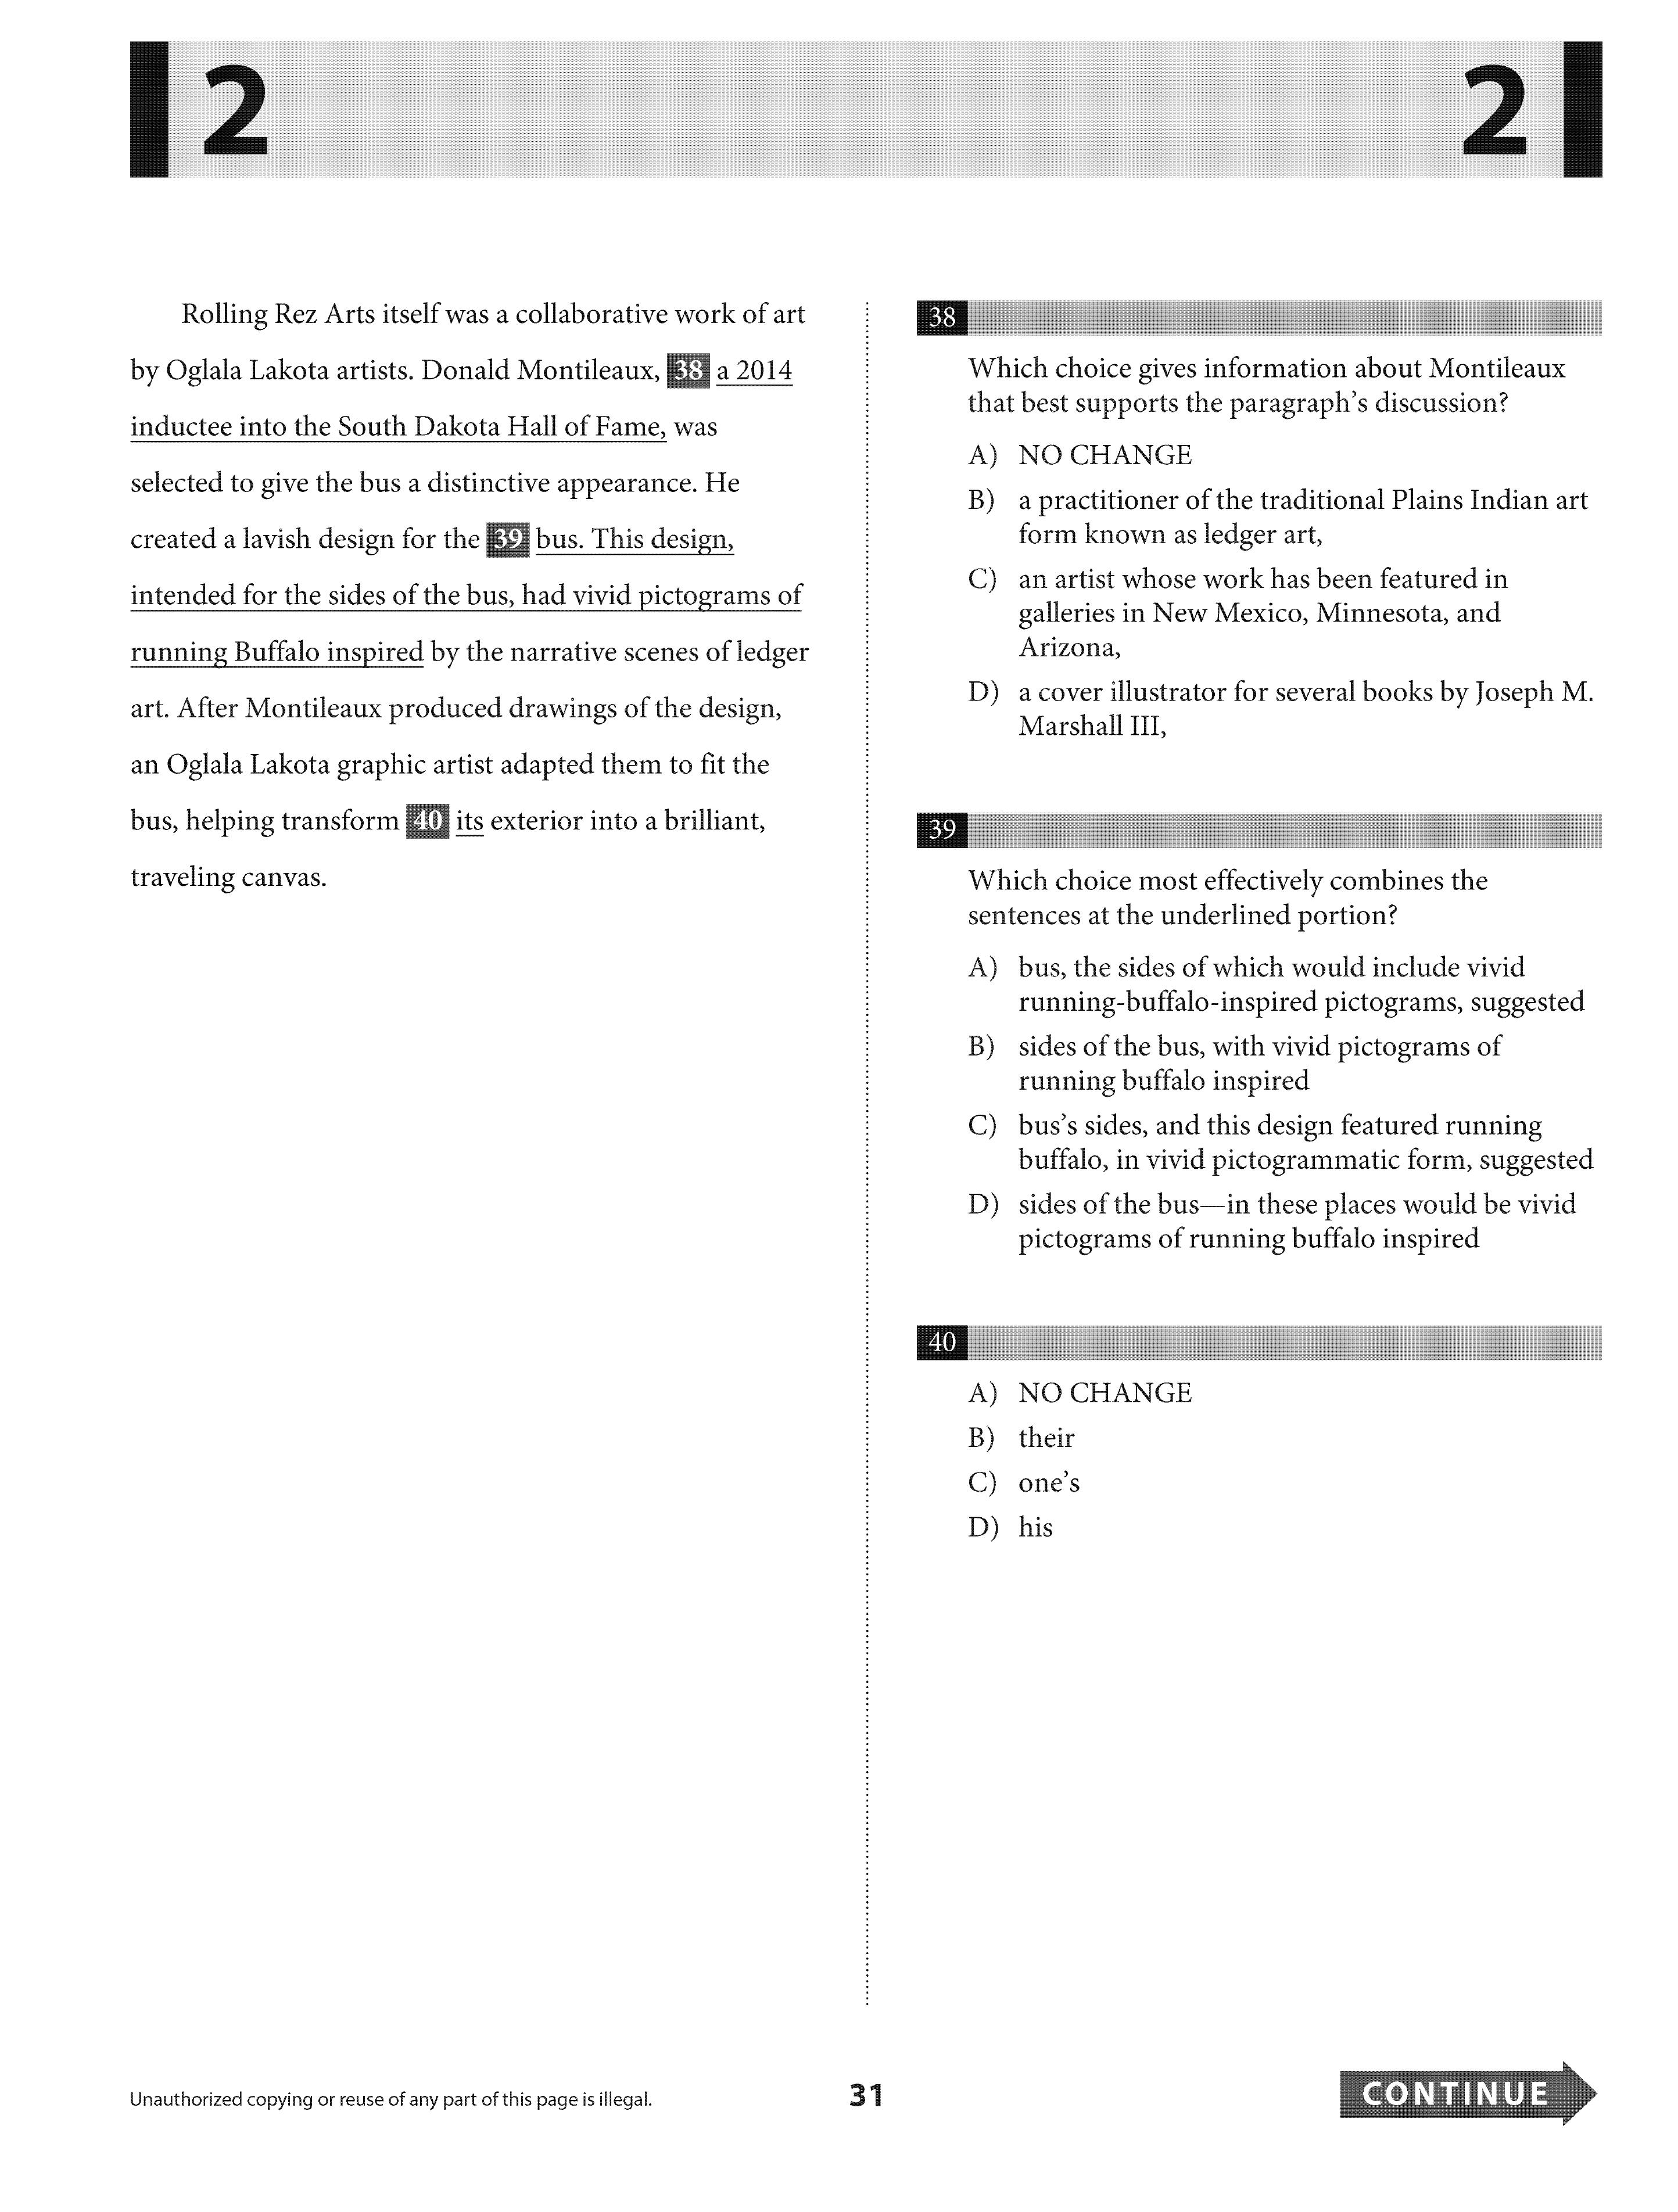 2
2
Rolling Rez Arts itself was a collaborative work of art
by Oglala Lakota artists. Donald Montileaux, 38 a 2014
inductee into the South Dakota Hall of Fame, was
selected to give the bus a distinctive appearance. He
created a lavish design for the 39 bus. This design,
intended for the sides of the bus, had vivid pictograms of
running Buffalo inspired by the narrative scenes of ledger
art. After Montileaux produced drawings of the design,
an Oglala Lakota graphic artist adapted them to fit the
bus, helping transform 40 its exterior into a brilliant,
traveling canvas.
38
Which choice gives information about Montileaux
that best supports the paragraph’s discussion?
A) NO CHANGE
B) a practitioner of the traditional Plains Indian art
form known as ledger art,
C) an artist whose work has been featured in
galleries in New Mexico, Minnesota, and
Arizona,
D) a cover illustrator for several books by Joseph M.
Marshall III,
39
Which choice most effectively combines the
sentences at the underlined portion?
A) bus, the sides of which would include vivid
running-buffalo-inspired pictograms, suggested
B) sides of the bus, with vivid pictograms of
running buffalo inspired
C) bus’s sides, and this design featured running
buffalo, in vivid pictogrammatic form, suggested
D) sides of the bus—in these places would be vivid
pictograms of running buffalo inspired
40
A) NO CHANGE
B) their
C) one’s
D) his
Unauthorized copying or reuse of any part of this page is illegal.
31
CONTINUE